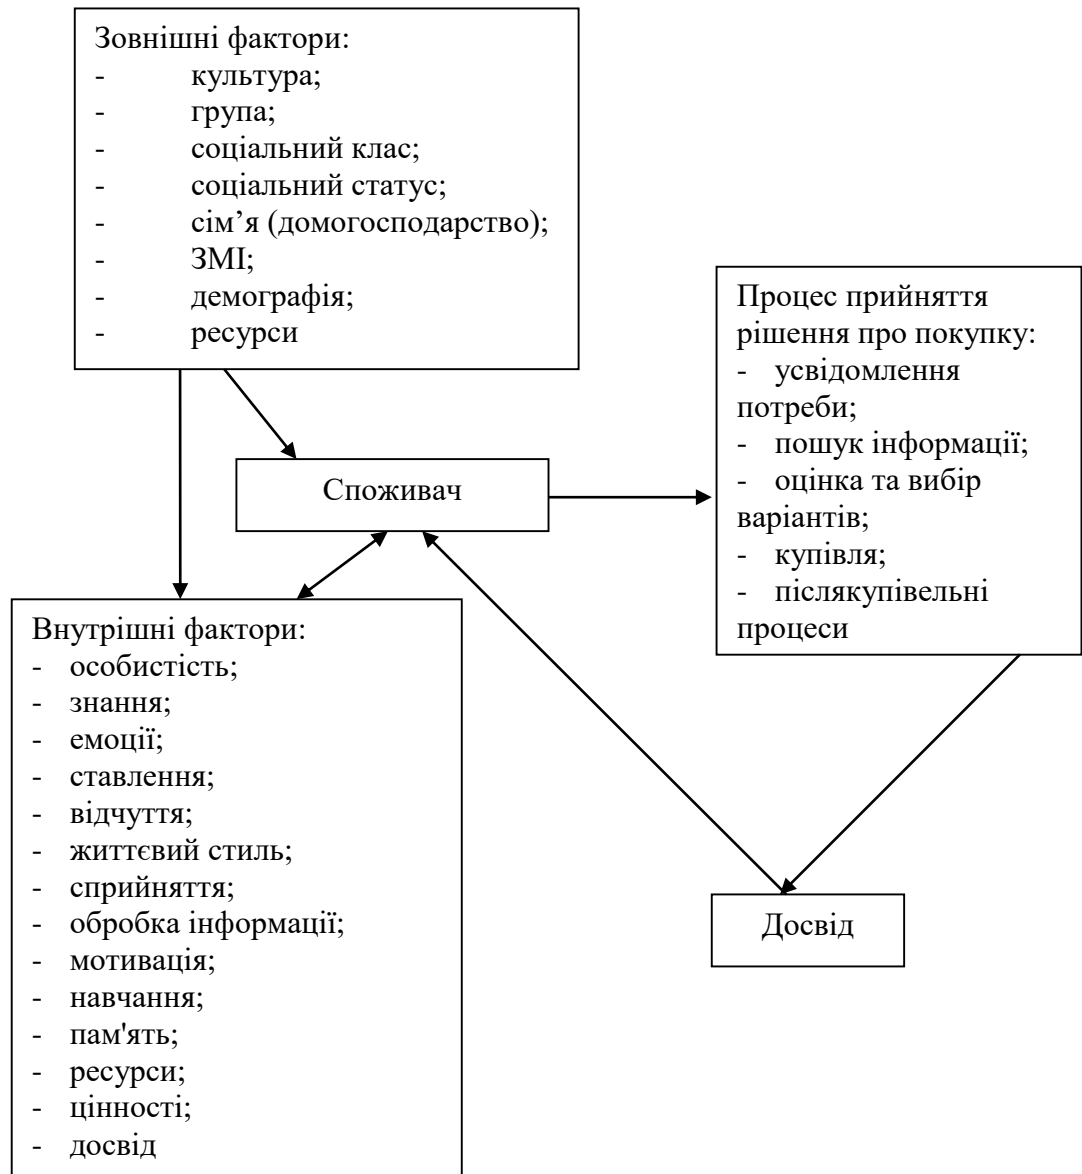 Зовнішні фактори:
- культура;
- група;
- соціальний клас;
- соціальний статус;
- сім’я (домогосподарство);
- ЗМІ;
- демографія;
- ресурси
Процес прийняття
рішення про покупку:
- усвідомлення
потреби;
- пошук інформації;
- оцінка та вибір
варіантів;
- купівля;
- післякупівельні
процеси
Споживач
Внутрішні фактори:
- особистість;
- знання;
- емоції;
- ставлення;
- відчуття;
- життєвий стиль;
- сприйняття;
- обробка інформації;
- мотивація;
- навчання;
- пам'ять;
- ресурси;
- цінності;
- досвід
Досвід